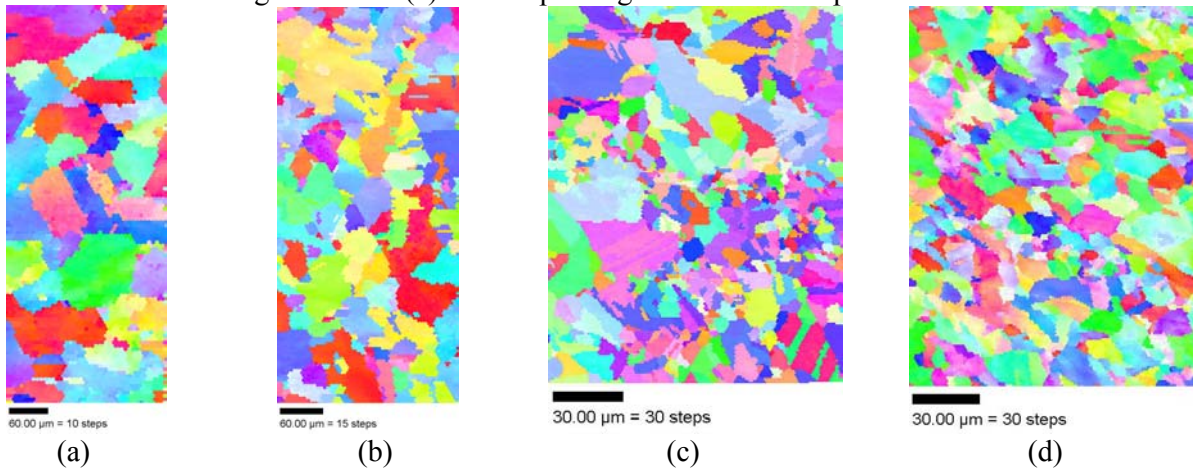 60.00 µm = 10 steps
60.00 µm = 15 steps
30.00 µm = 30 steps
30.00 µm = 30 steps
(a)
(b)
(c)
(d)